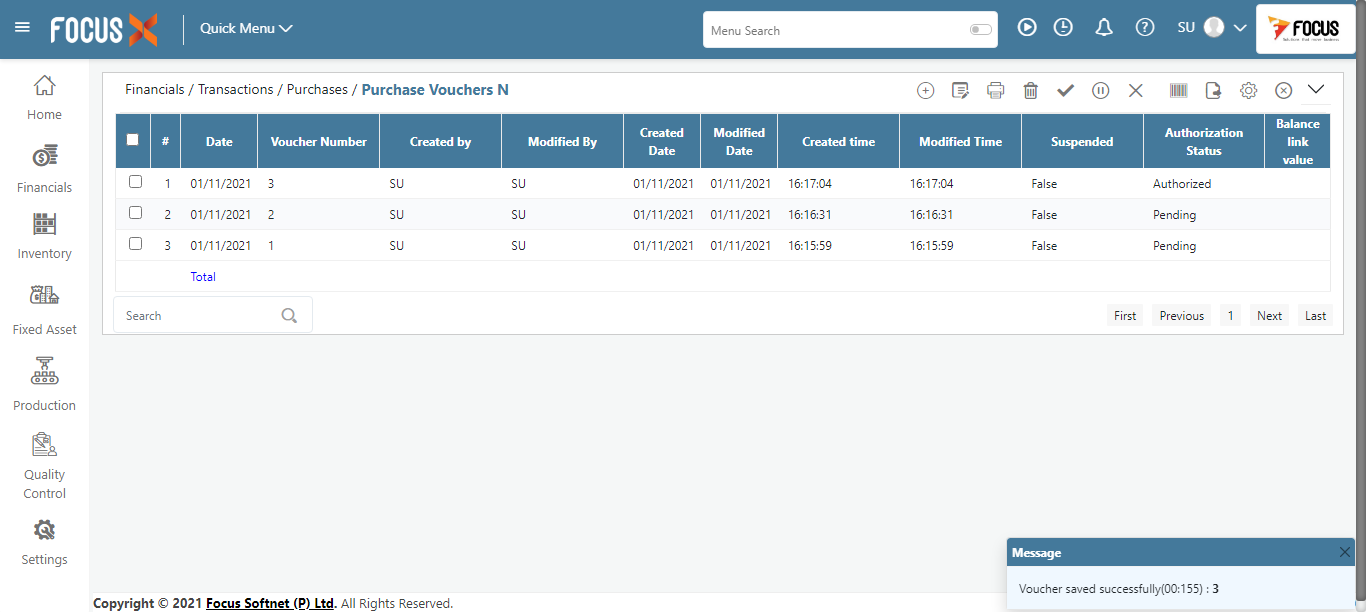 FOCUS X
Quick Menu
Menu Search
SU
FOCUS
Home
Financials
Inventory
Fixed Asset
Production
Quality
Control
Settings
Financials / Transactions / Purchases / Purchase Vouchers N
# Date Voucher Number Created by Modified By Created Date Modified Date Created time Modified Time Suspended Authorization Status Balance link value
1 01/11/2021 3 SU SU 01/11/2021 01/11/2021 16:17:04 16:17:04 False Authorized
2 01/11/2021 2 SU SU 01/11/2021 01/11/2021 16:16:31 16:16:31 False Pending
3 01/11/2021 1 SU SU 01/11/2021 01/11/2021 16:15:59 16:15:59 False Pending
Total
Search
First Previous 1 Next Last
Message
Voucher saved successfully(00:155) : 3
Copyright © 2021 Focus Softnet (P) Ltd. All Rights Reserved.